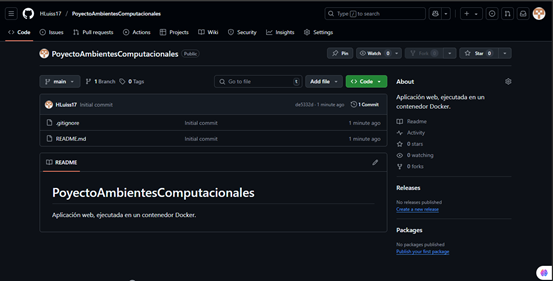 HLuiss17 / PoyectoAmbientesComputacionales
Type / to search
Code Issues Pull requests Actions Projects Wiki Security Insights Settings
PoyectoAmbientesComputacionales Public
Pin Watch 0 Fork 0 Star 0
main 1 Branch 0 Tags Go to file t Add file Code
HLuiss17 Initial commit 1 minute ago 1 Commit
.gitignore Initial commit 1 minute ago
README.md Initial commit 1 minute ago
README
PoyectoAmbientesComputacionales
Aplicación web, ejecutada en un contenedor Docker.
About
Aplicación web, ejecutada en un
contenedor Docker.
Readme
Activity
0 stars
0 watching
0 forks
Releases
No releases published
Create a new release
Packages
No packages published
Publish your first package